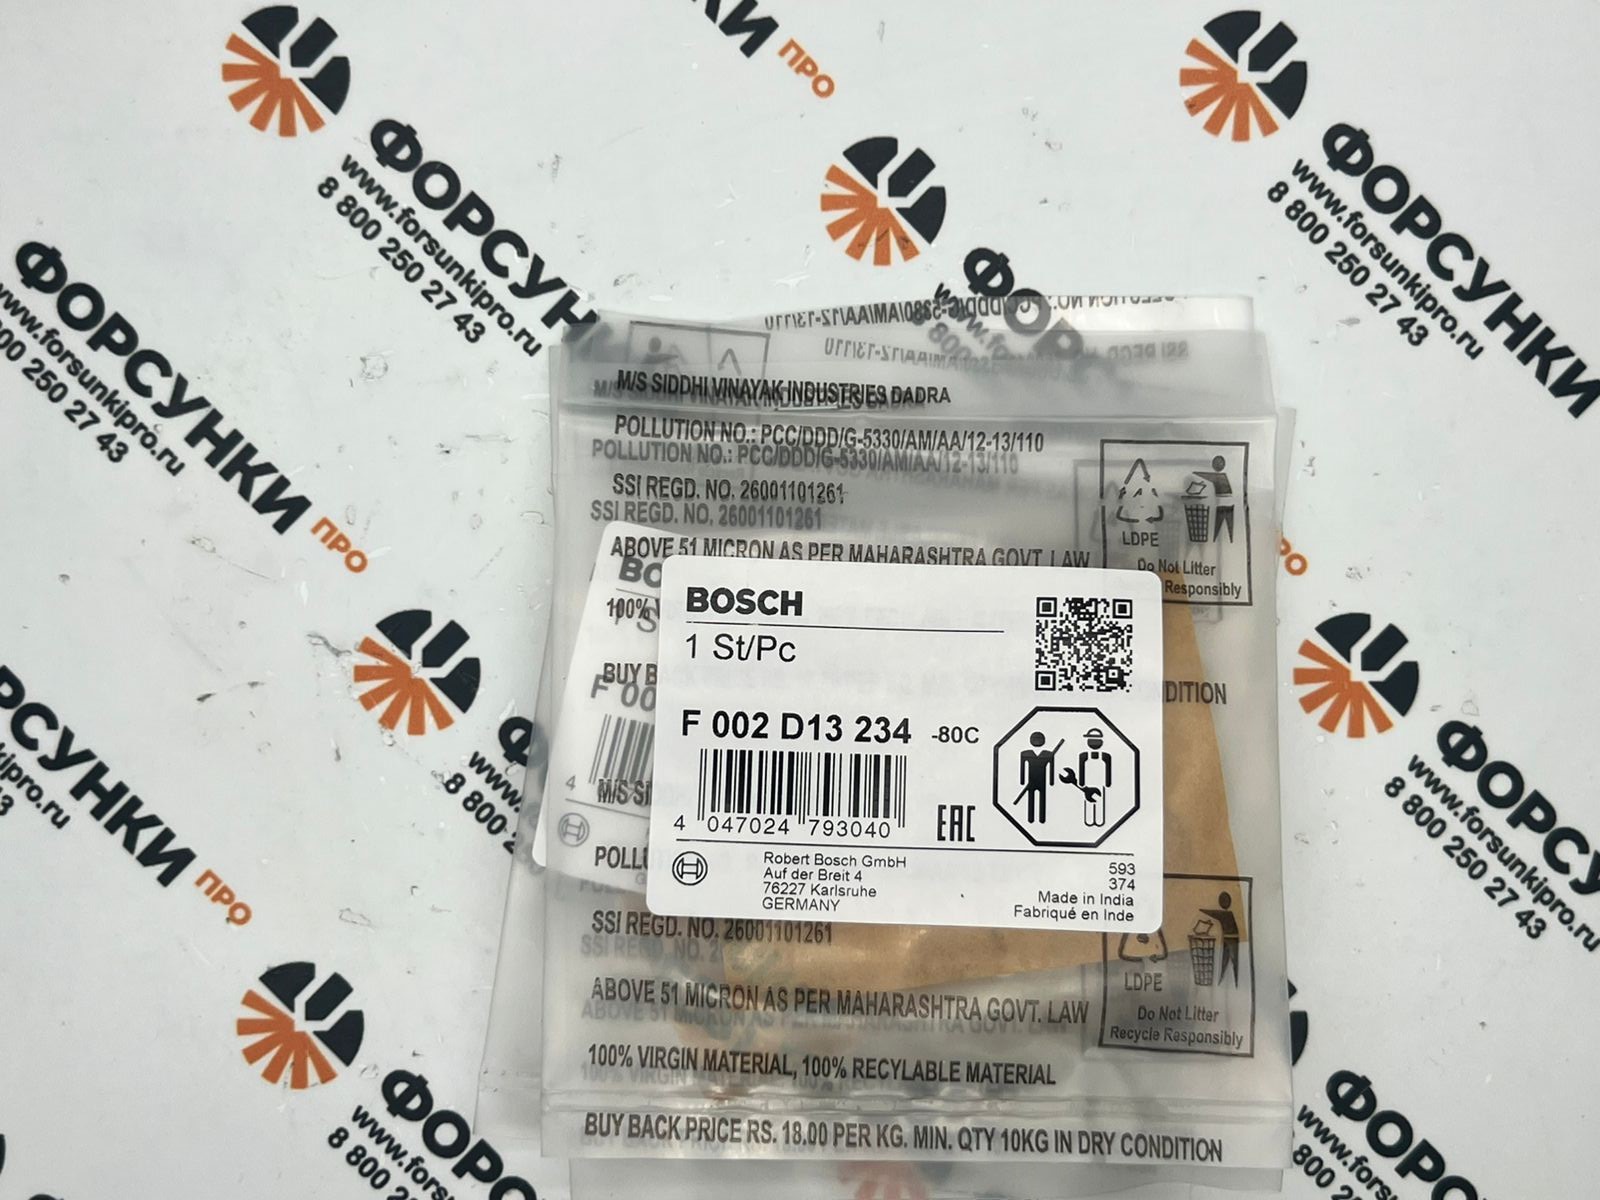 ФОРСУНКИ ПРО
www.forsunkipro.ru
8 800 250 27 43
M/S SIDDHI VINAYAK INDUSTRIES DADRA
POLLUTION NO.: PCC/DDD/G-5330/AM/AA/12-13/110
SSI REGD. NO. 26001101261
ABOVE 51 MICRON AS PER MAHARASHTRA GOVT. LAW
LDPE
Do Not Litter
Responsibly
100%
BUY B
DITION
BOSCH
1 St/Pc
F 002 D13 234 -80C
4 047024 793040
EAC
Robert Bosch GmbH
Auf der Breit 4
76227 Karlsruhe
GERMANY
593
374
Made in India
Fabriqué en Inde
M/S SI
POLLU
SSI REGD. NO. 26001101261
ABOVE 51 MICRON AS PER MAHARASHTRA GOVT. LAW
LDPE
Do Not Litter
Recycle Responsibly
100% VIRGIN MATERIAL, 100% RECYLABLE MATERIAL
BUY BACK PRICE RS. 18.00 PER KG. MIN. QTY 10KG IN DRY CONDITION